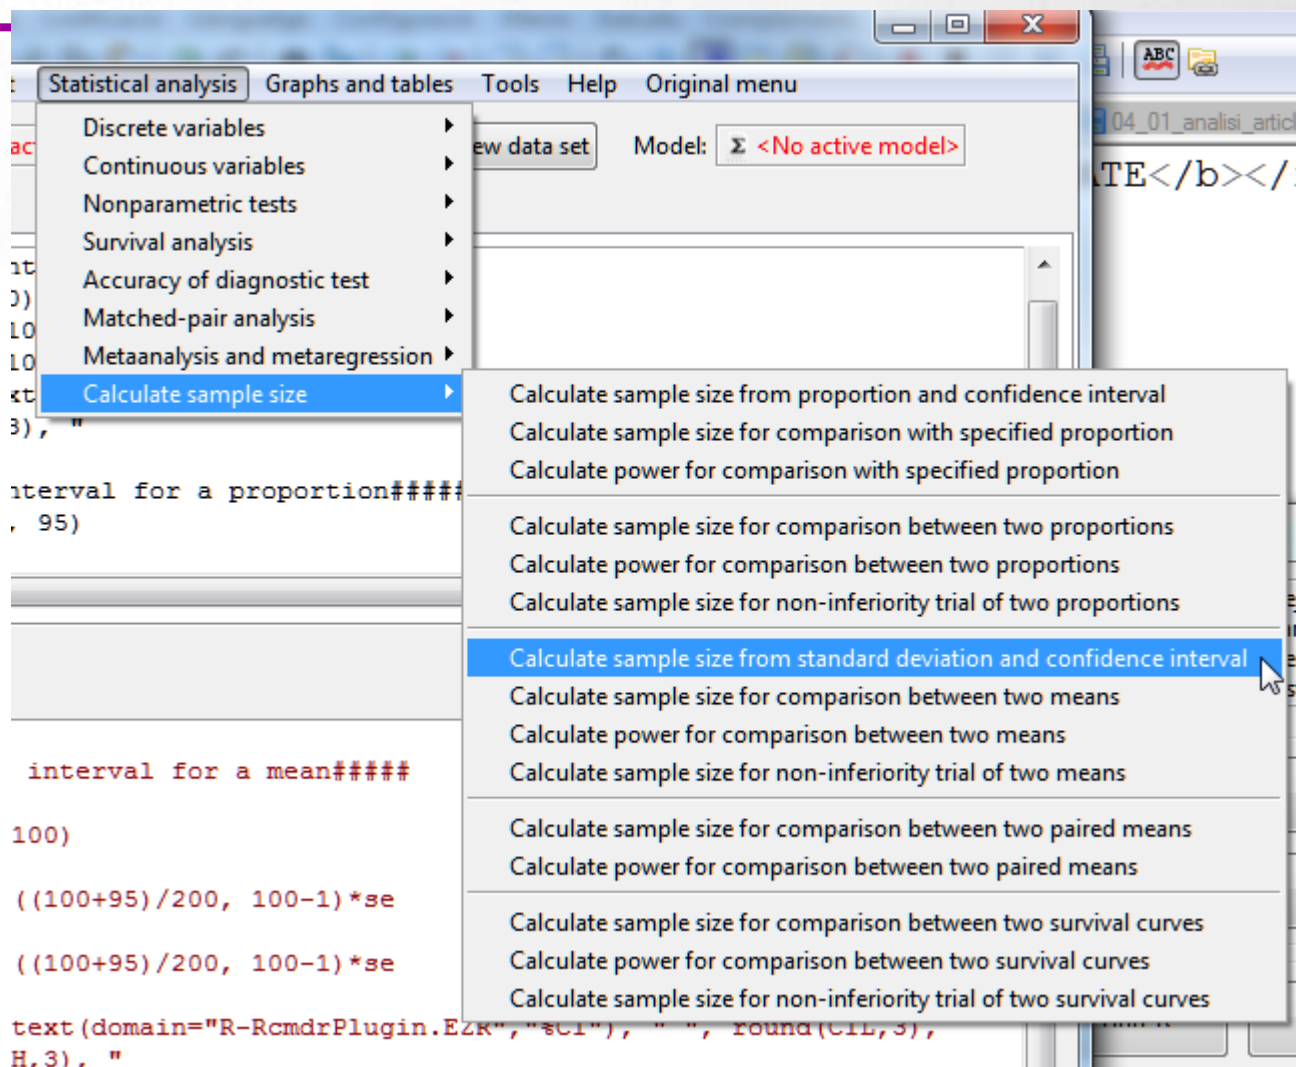 Statistical analysis Graphs and tables Tools Help Original menu
ABC
04_01_analisi_artic
Discrete variables
ew data set Model: Σ <No active model>
Continuous variables
TE</b></
Nonparametric tests
Survival analysis
Accuracy of diagnostic test
Matched-pair analysis
Metaanalysis and metaregression
Calculate sample size
3), "
Calculate sample size from proportion and confidence interval
Calculate sample size for comparison with specified proportion
Calculate power for comparison with specified proportion
nterval for a proportion#####
, 95)
Calculate sample size for comparison between two proportions
Calculate power for comparison between two proportions
Calculate sample size for non-inferiority trial of two proportions
Calculate sample size from standard deviation and confidence interval
Calculate sample size for comparison between two means
Calculate power for comparison between two means
Calculate sample size for non-inferiority trial of two means
Calculate sample size for comparison between two paired means
Calculate power for comparison between two paired means
Calculate sample size for comparison between two survival curves
Calculate power for comparison between two survival curves
Calculate sample size for non-inferiority trial of two survival curves
interval for a mean#####
100)
((100+95)/200, 100-1)*se
((100+95)/200, 100-1)*se
text(domain="R-RcmdrPlugin.EZR","%CI"), " ", round(CIL,3),
H,3), "